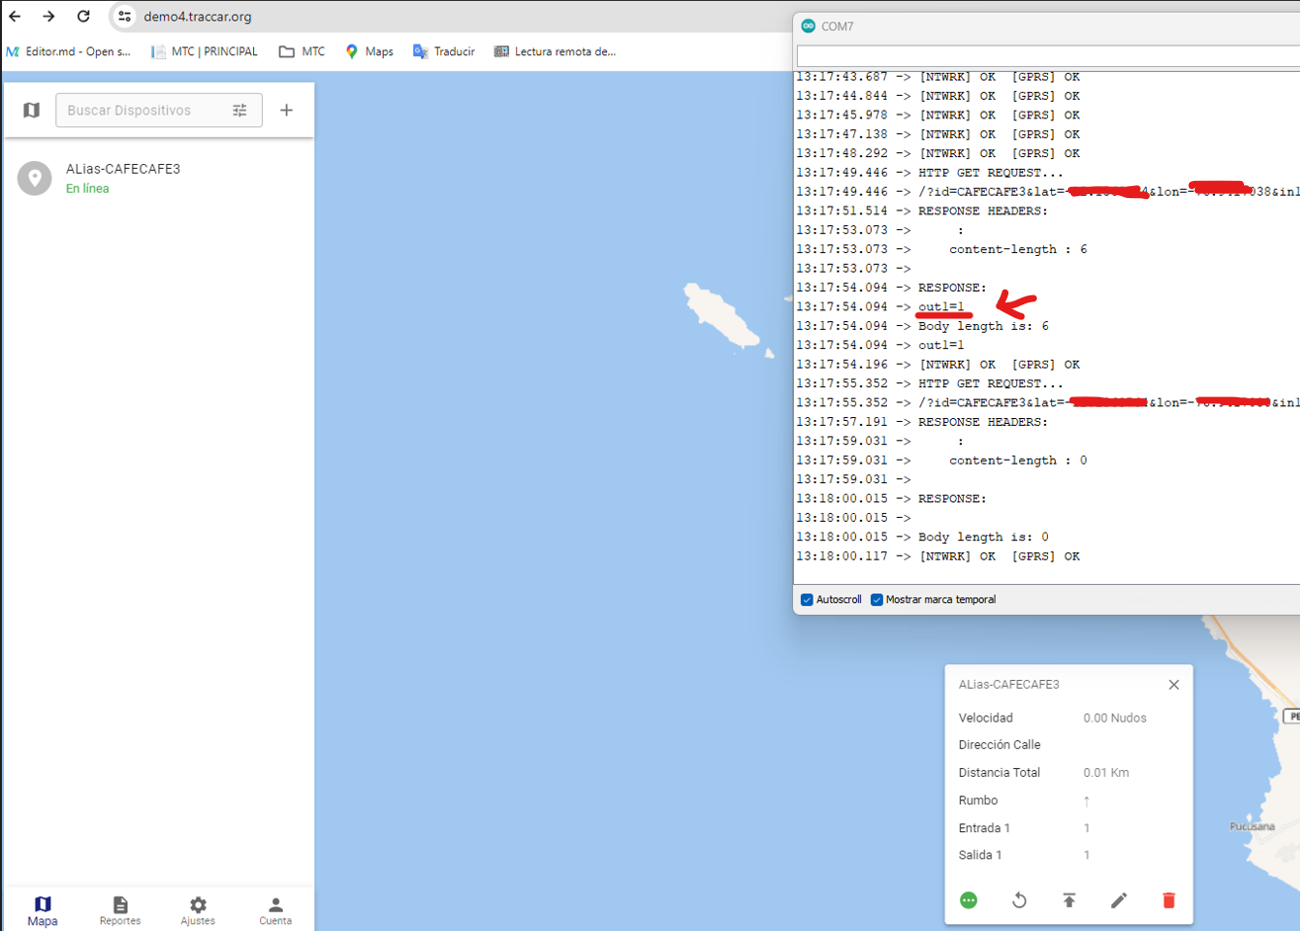 demo4.traccar.org
Editor.md - Open s...
MTC | PRINCIPAL
MTC
Maps
Traducir
Lectura remota de...
Buscar Dispositivos
ALias-CAFECAFE3
En línea
COM7
13:17:43.687 -> [NTWRK] OK  [GPRS] OK
13:17:44.844 -> [NTWRK] OK  [GPRS] OK
13:17:45.978 -> [NTWRK] OK  [GPRS] OK
13:17:47.138 -> [NTWRK] OK  [GPRS] OK
13:17:48.292 -> [NTWRK] OK  [GPRS] OK
13:17:49.446 -> HTTP GET REQUEST...
13:17:49.446 -> /?id=CAFECAFE3&lat=- 4&lon=- 038&in1
13:17:51.514 -> RESPONSE HEADERS:
13:17:53.073 ->      :
13:17:53.073 ->     content-length : 6
13:17:53.073 ->
13:17:54.094 -> RESPONSE:
13:17:54.094 -> out1=1
13:17:54.094 -> Body length is: 6
13:17:54.094 -> out1=1
13:17:54.196 -> [NTWRK] OK  [GPRS] OK
13:17:55.352 -> HTTP GET REQUEST...
13:17:55.352 -> /?id=CAFECAFE3&lat=- &lon=- &in1
13:17:57.191 -> RESPONSE HEADERS:
13:17:59.031 ->      :
13:17:59.031 ->     content-length : 0
13:17:59.031 ->
13:18:00.015 -> RESPONSE:
13:18:00.015 ->
13:18:00.015 -> Body length is: 0
13:18:00.117 -> [NTWRK] OK  [GPRS] OK
Autoscroll
Mostrar marca temporal
PE
Pucusana
ALias-CAFECAFE3
Velocidad 0.00 Nudos
Dirección Calle
Distancia Total 0.01 Km
Rumbo ↑
Entrada 1 1
Salida 1 1
Mapa
Reportes
Ajustes
Cuenta